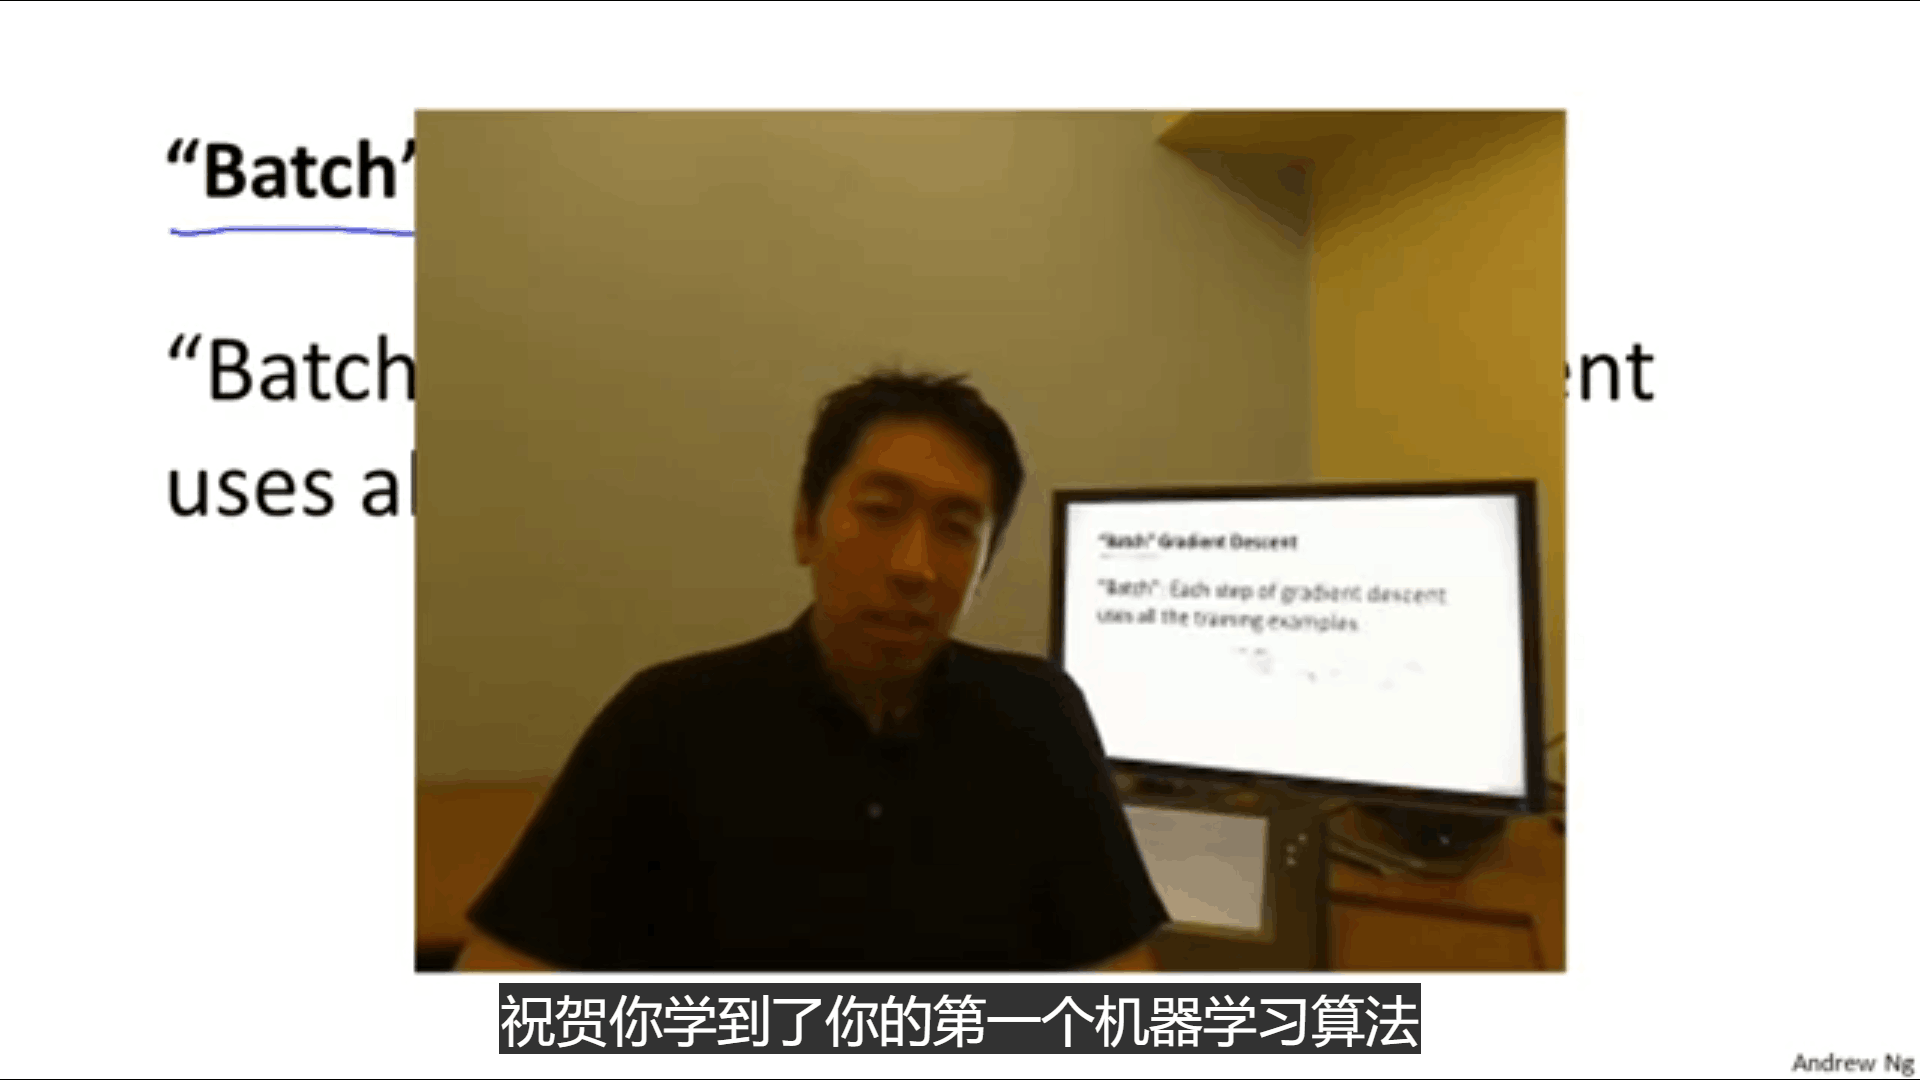 “Batch”
“Batch
ent
uses al
“Batch” Gradient Descent
“Batch”: Each step of gradient descent
uses all the training examples.
祝贺你学到了你的第一个机器学习算法
Andrew Ng